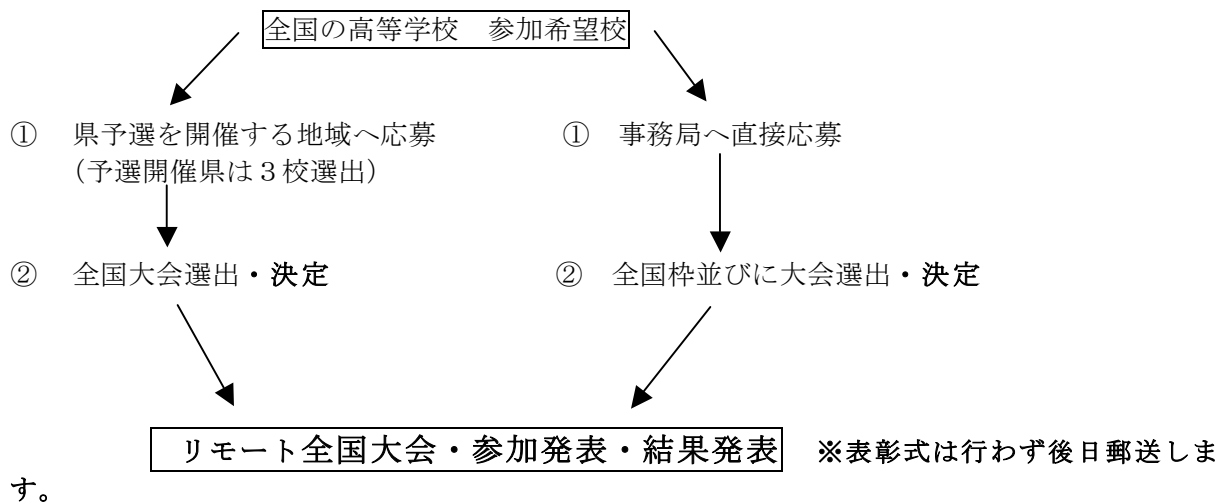 全国の高等学校　参加希望校
①　県予選を開催する地域へ応募　　　　①　事務局へ直接応募
（予選開催県は３校選出）
②　全国大会選出・決定　　　　②　全国枠並びに大会選出・決定
リモート全国大会・参加発表・結果発表　※表彰式は行わず後日郵送しま
す。